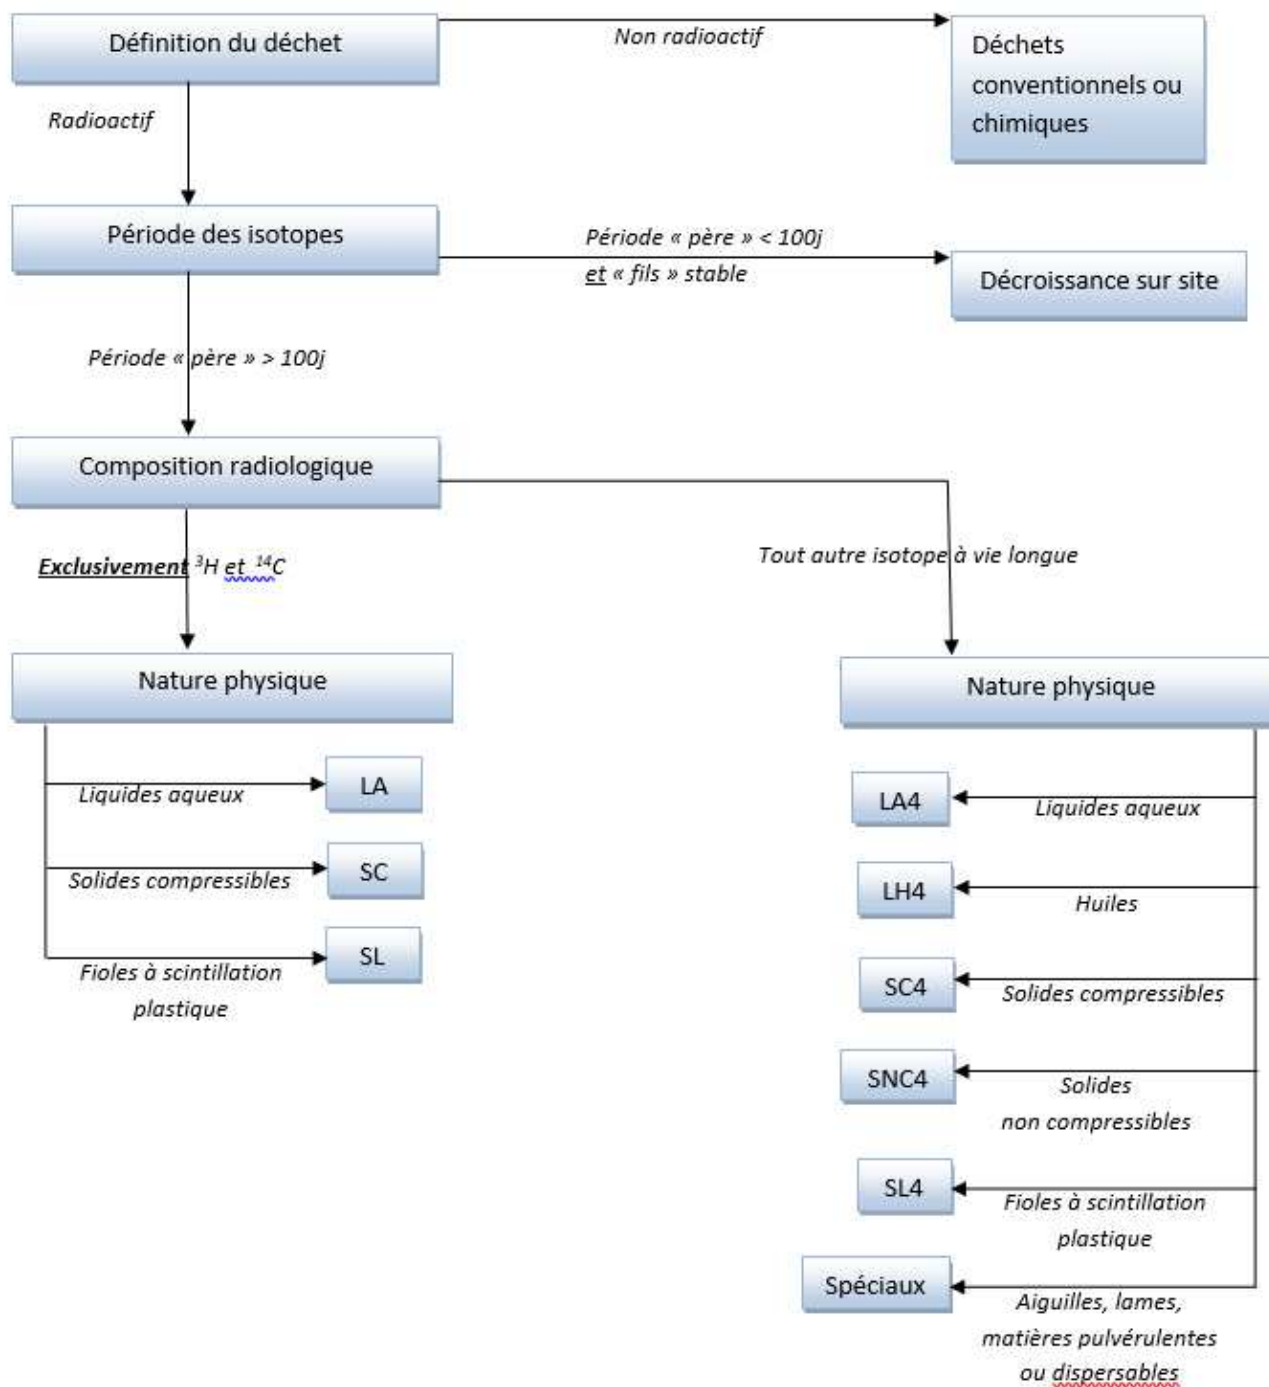 Définition du déchet
Non radioactif
Déchets
conventionnels ou
chimiques
Radioactif
Période des isotopes
Période « père » < 100j
et « fils » stable
Décroissance sur site
Période « père » > 100j
Composition radiologique
Exclusivement ³H et ¹⁴C
Tout autre isotope à vie longue
Nature physique
LA
Liquides aqueux
SC
Solides compressibles
SL
Fioles à scintillation
plastique
Nature physique
LA4
Liquides aqueux
LH4
Huiles
SC4
Solides compressibles
SNC4
Solides
non compressibles
SL4
Fioles à scintillation
plastique
Spéciaux
Aiguilles, lames,
matières pulvérulentes
ou dispersables